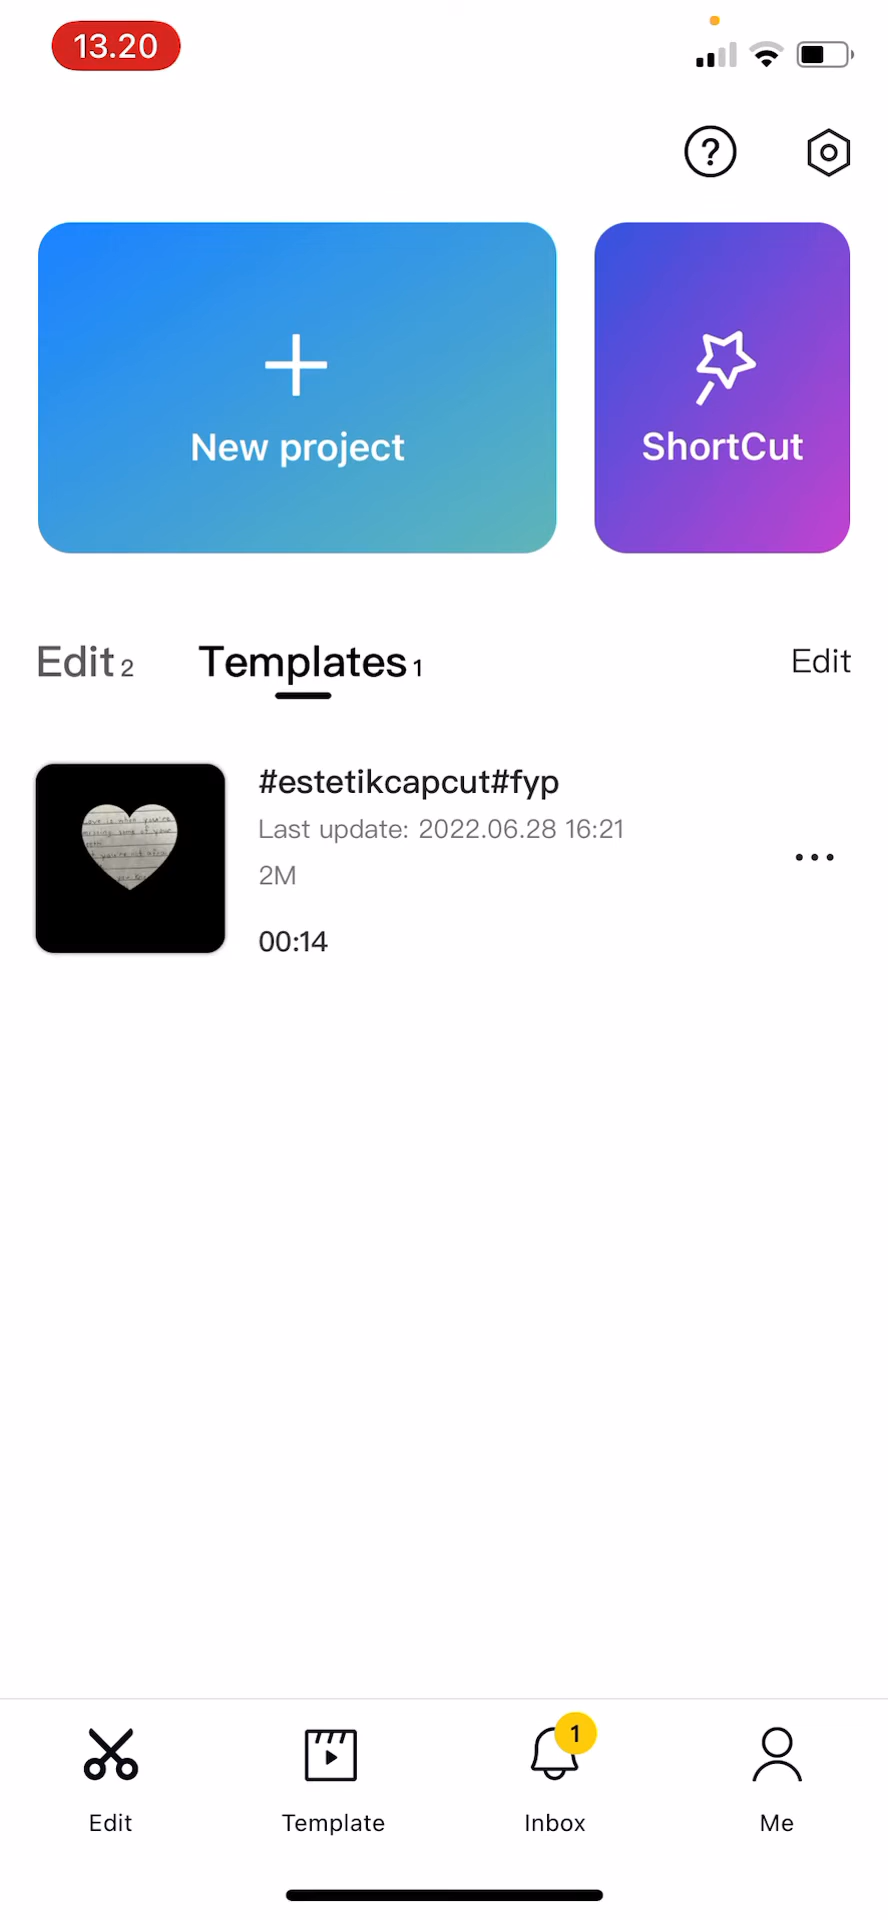 13.20
?
New project
ShortCut
Edit 2
Templates 1
Edit
#estetikcapcut#fyp
Last update: 2022.06.28 16:21
2M
00:14
1
Edit
Template
Inbox
Me